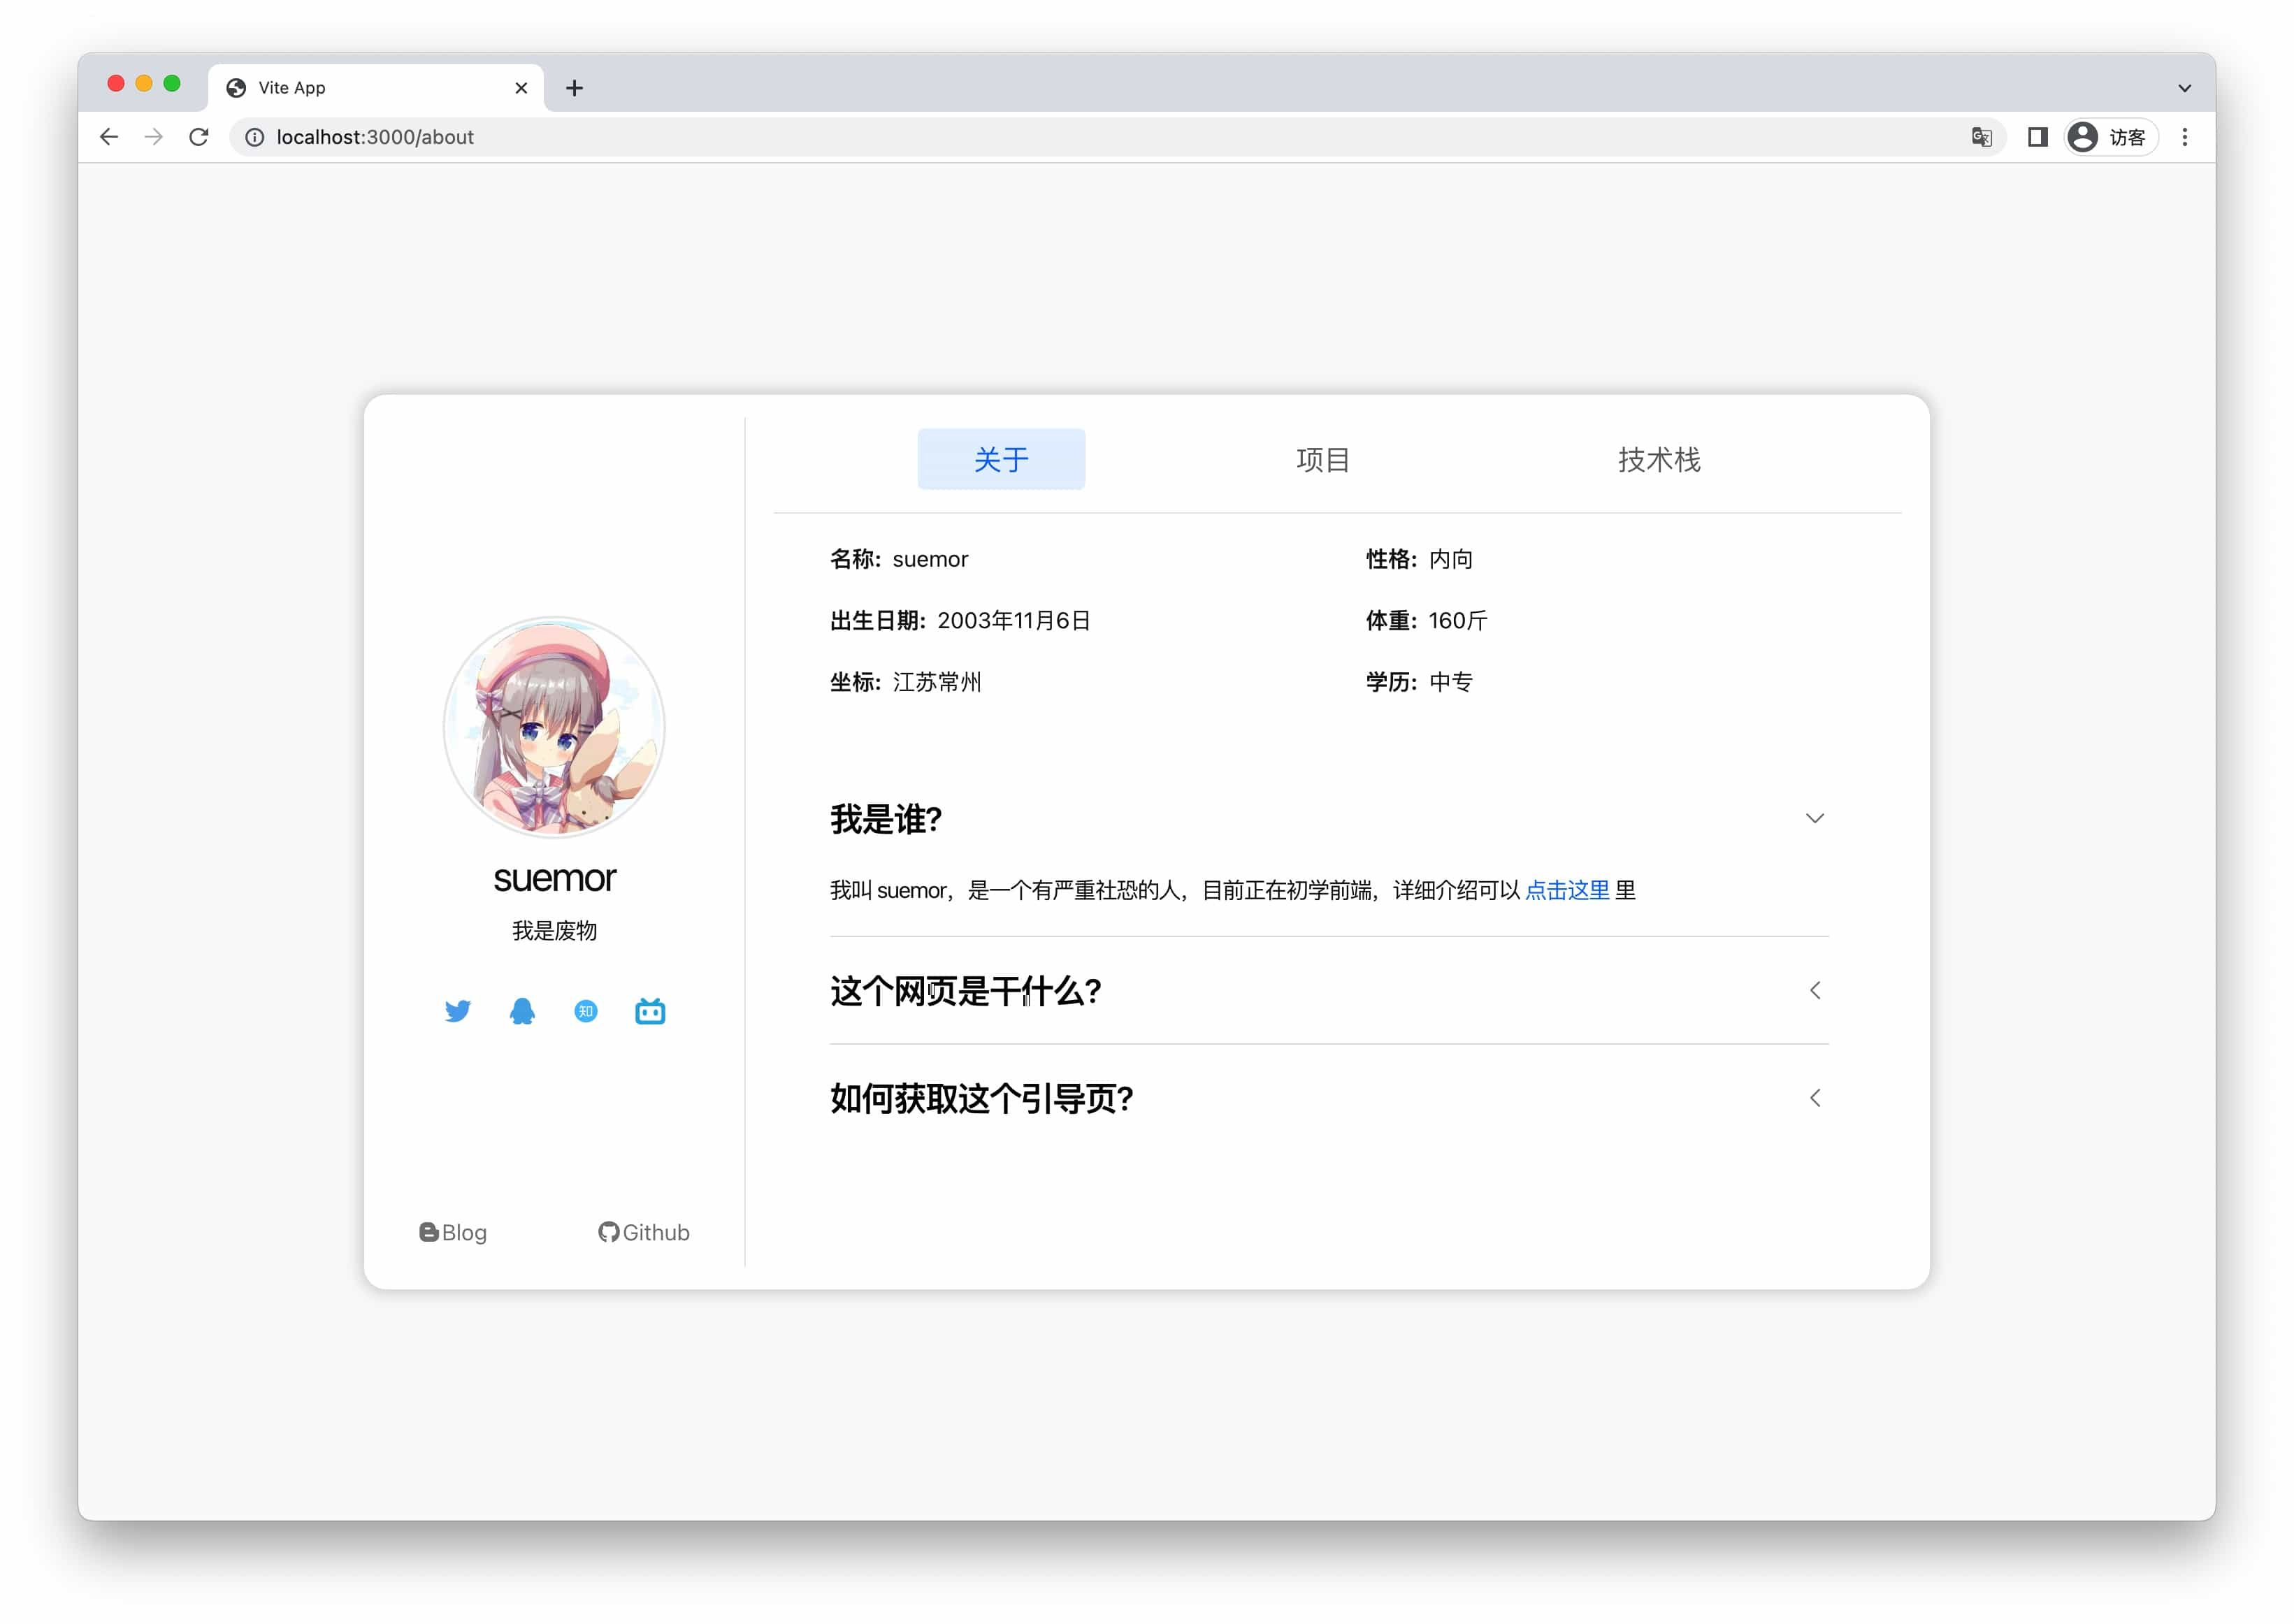 Vite App
localhost:3000/about
访客
suemor
我是废物
知
Blog
Github
关于
项目
技术栈
名称: suemor
性格: 内向
出生日期: 2003年11月6日
体重: 160斤
坐标: 江苏常州
学历: 中专
我是谁?
我叫 suemor，是一个有严重社恐的人，目前正在初学前端，详细介绍可以 点击这里 里
这个网页是干什么?
如何获取这个引导页?